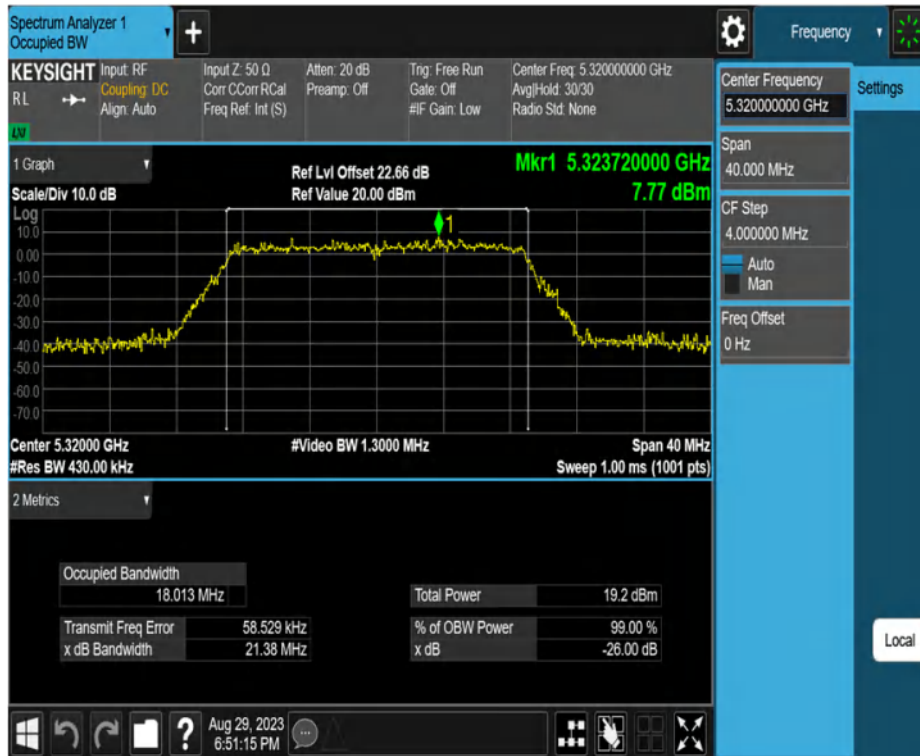 Spectrum Analyzer 1
Occupied BW
+
Frequency
KEYSIGHT
RL
LXI
Input: RF
Coupling: DC
Align: Auto
Input Z: 50 Ω
Corr CCorr RCal
Freq Ref: Int (S)
Atten: 20 dB
Preamp: Off
Trig: Free Run
Gate: Off
#IF Gain: Low
Center Freq: 5.320000000 GHz
Avg|Hold: 30/30
Radio Std: None
Center Frequency
5.320000000 GHz
Settings
Span
40.000 MHz
CF Step
4.000000 MHz
Auto
Man
Freq Offset
0 Hz
Local
1 Graph
Scale/Div 10.0 dB
Ref Lvl Offset 22.66 dB
Ref Value 20.00 dBm
Mkr1 5.323720000 GHz
7.77 dBm
Log
10.0
0.00
-10.0
-20.0
-30.0
-40.0
-50.0
-60.0
-70.0
1
Center 5.32000 GHz
#Video BW 1.3000 MHz
Span 40 MHz
#Res BW 430.00 kHz
Sweep 1.00 ms (1001 pts)
2 Metrics
Occupied Bandwidth
18.013 MHz
Total Power 19.2 dBm
Transmit Freq Error 58.529 kHz
% of OBW Power 99.00 %
x dB Bandwidth 21.38 MHz
x dB -26.00 dB
?
Aug 29, 2023
6:51:15 PM